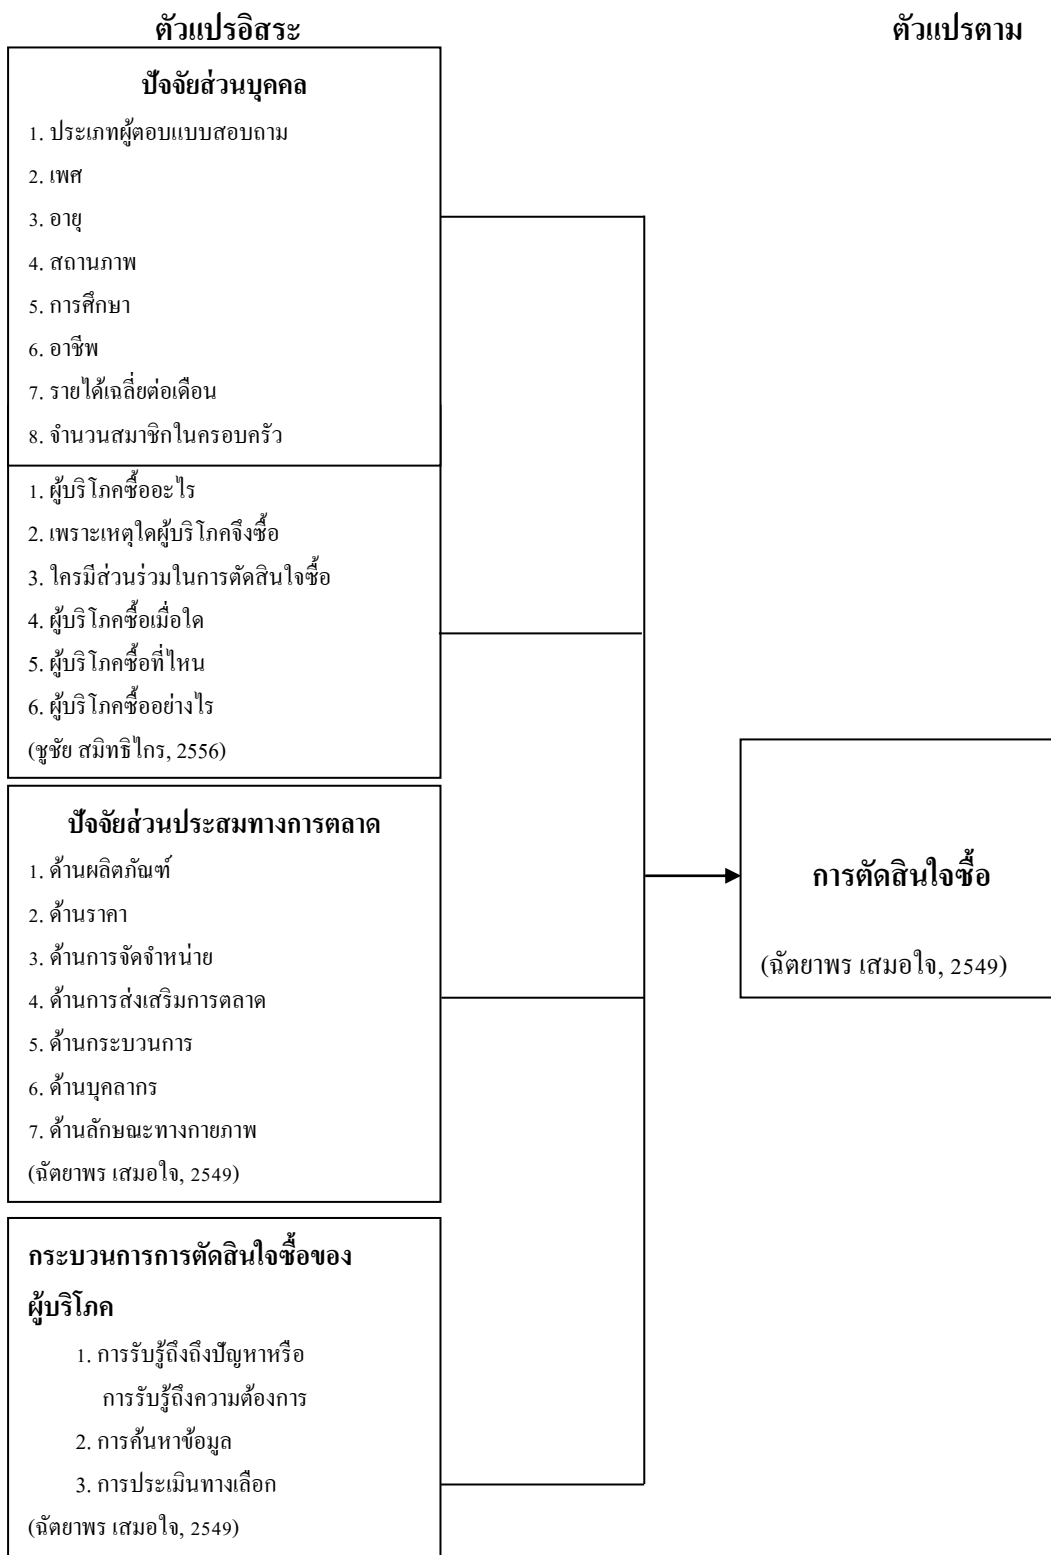 ตัวแปรอิสระ
ตัวแปรตาม
ปัจจัยส่วนบุคคล
1. ประเภทผู้ตอบแบบสอบถาม
2. เพศ
3. อายุ
4. สถานภาพ
5. การศึกษา
6. อาชีพ
7. รายได้เฉลี่ยต่อเดือน
8. จำนวนสมาชิกในครอบครัว
1. ผู้บริโภคซื้ออะไร
2. เพราะเหตุใดผู้บริโภคจึงซื้อ
3. ใครมีส่วนร่วมในการตัดสินใจซื้อ
4. ผู้บริโภคซื้อเมื่อใด
5. ผู้บริโภคซื้อที่ไหน
6. ผู้บริโภคซื้ออย่างไร
(ชูชัย สมิทธิไกร, 2556)
ปัจจัยส่วนประสมทางการตลาด
1. ด้านผลิตภัณฑ์
2. ด้านราคา
3. ด้านการจัดจำหน่าย
4. ด้านการส่งเสริมการตลาด
5. ด้านกระบวนการ
6. ด้านบุคลากร
7. ด้านลักษณะทางกายภาพ
(ฉัตยาพร เสมอใจ, 2549)
กระบวนการการตัดสินใจซื้อของ
ผู้บริโภค
1. การรับรู้ถึงถึงปัญหาหรือ
การรับรู้ถึงความต้องการ
2. การค้นหาข้อมูล
3. การประเมินทางเลือก
(ฉัตยาพร เสมอใจ, 2549)
การตัดสินใจซื้อ
(ฉัตยาพร เสมอใจ, 2549)